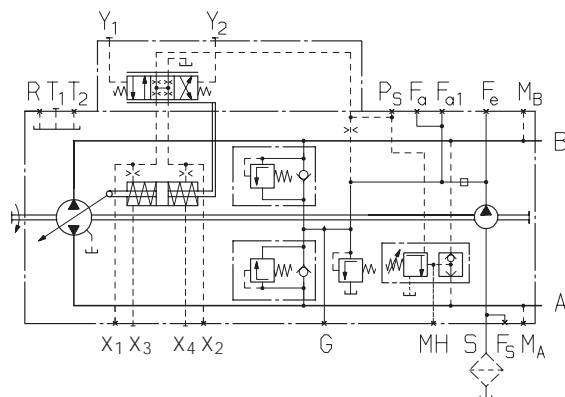 Y1 Y2
R T1 T2 PS Fa Fa1 Fe MB
B
A
X1 X3 X4 X2 G MH S FS MA